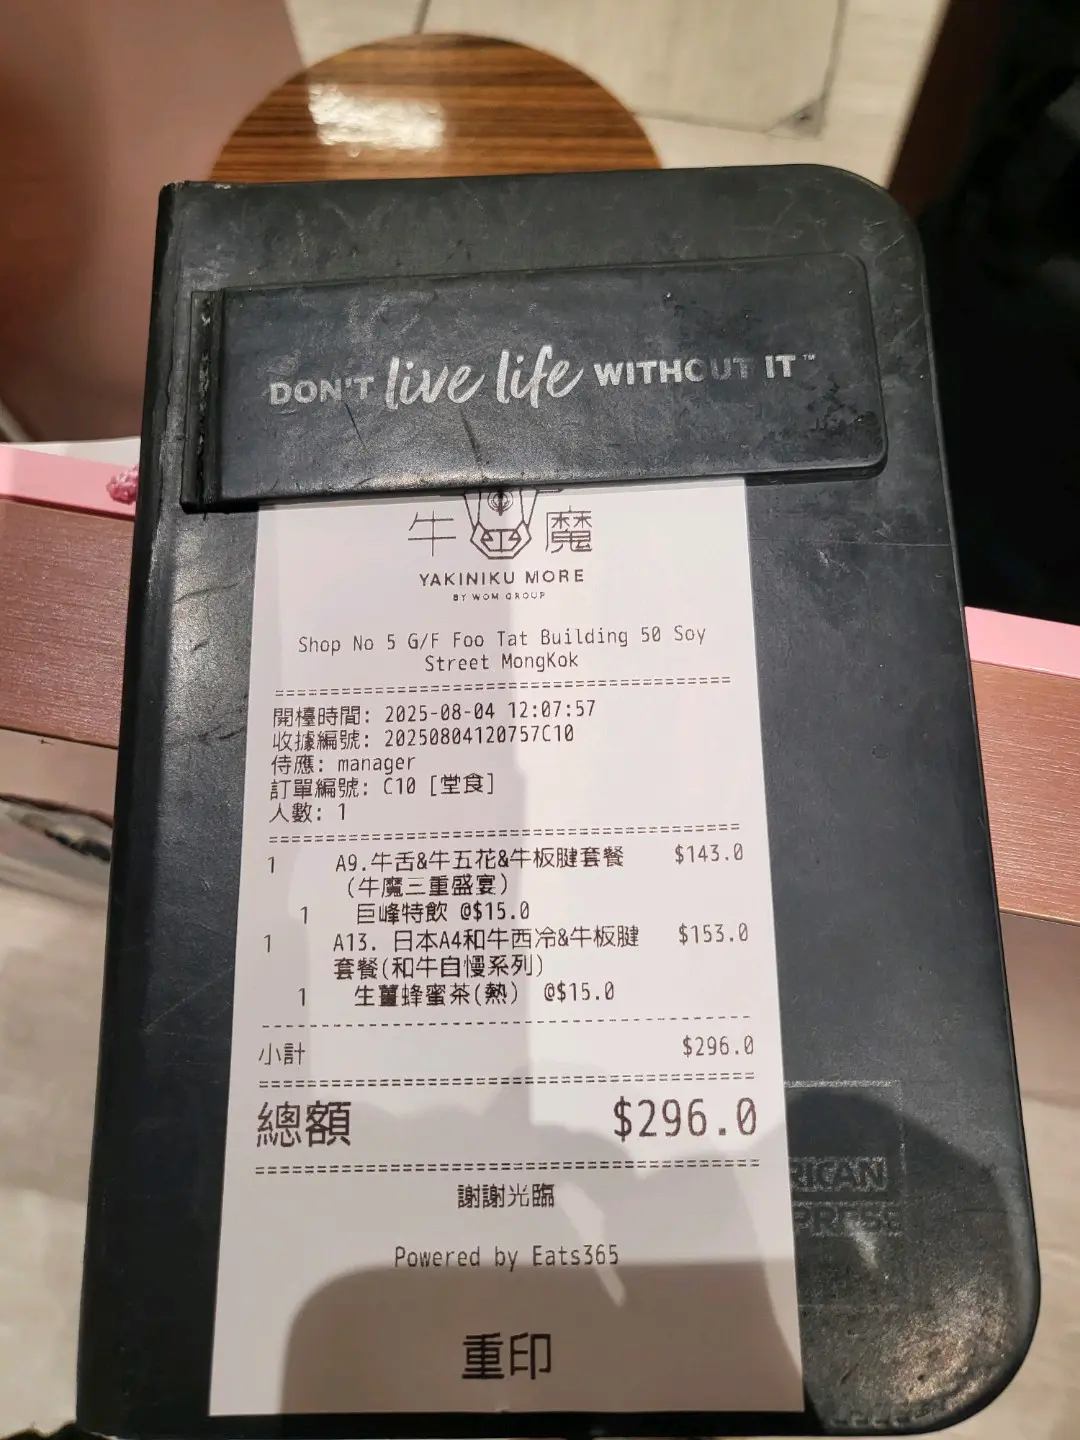 DON'T live life WITHOUT IT™
牛魔
YAKINIKU MORE
BY WOM GROUP
Shop No 5 G/F Foo Tat Building 50 Soy
Street MongKok
開檯時間: 2025-08-04 12:07:57
收據編號: 20250804120757C10
侍應: manager
訂單編號: C10 [堂食]
人數: 1
1 A9.牛舌&牛五花&牛板腱套餐 $143.0
(牛魔三重盛宴)
1 巨峰特飲 @$15.0
1 A13. 日本A4和牛西冷&牛板腱 $153.0
套餐(和牛自慢系列)
1 生薑蜂蜜茶(熱) @$15.0
小計 $296.0
總額 $296.0
謝謝光臨
Powered by Eats365
重印
RICAN
PRESS